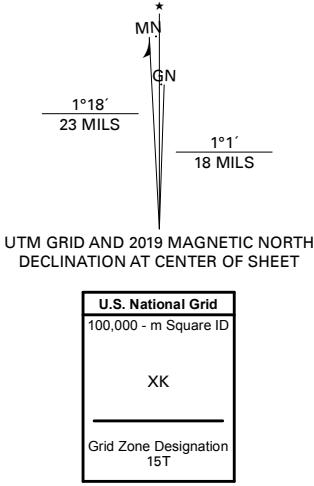 ★
MN
GN
1°18´
23 MILS
1°1´
18 MILS
UTM GRID AND 2019 MAGNETIC NORTH
DECLINATION AT CENTER OF SHEET
U.S. National Grid
100,000 - m Square ID
XK
Grid Zone Designation
15T